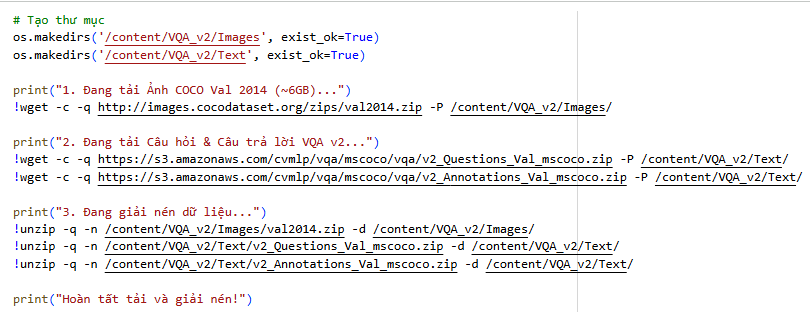 # Tạo thư mục
os.makedirs('/content/VQA_v2/Images', exist_ok=True)
os.makedirs('/content/VQA_v2/Text', exist_ok=True)
print("1. Đang tải Ảnh COCO Val 2014 (~6GB)...")
!wget -c -q http://images.cocodataset.org/zips/val2014.zip -P /content/VQA_v2/Images/
print("2. Đang tải Câu hỏi & Câu trả lời VQA v2...")
!wget -c -q https://s3.amazonaws.com/cvmlp/vqa/mscoco/vqa/v2_Questions_Val_mscoco.zip -P /content/VQA_v2/Text/
!wget -c -q https://s3.amazonaws.com/cvmlp/vqa/mscoco/vqa/v2_Annotations_Val_mscoco.zip -P /content/VQA_v2/Text/
print("3. Đang giải nén dữ liệu...")
!unzip -q -n /content/VQA_v2/Images/val2014.zip -d /content/VQA_v2/Images/
!unzip -q -n /content/VQA_v2/Text/v2_Questions_Val_mscoco.zip -d /content/VQA_v2/Text/
!unzip -q -n /content/VQA_v2/Text/v2_Annotations_Val_mscoco.zip -d /content/VQA_v2/Text/
print("Hoàn tất tải và giải nén!")